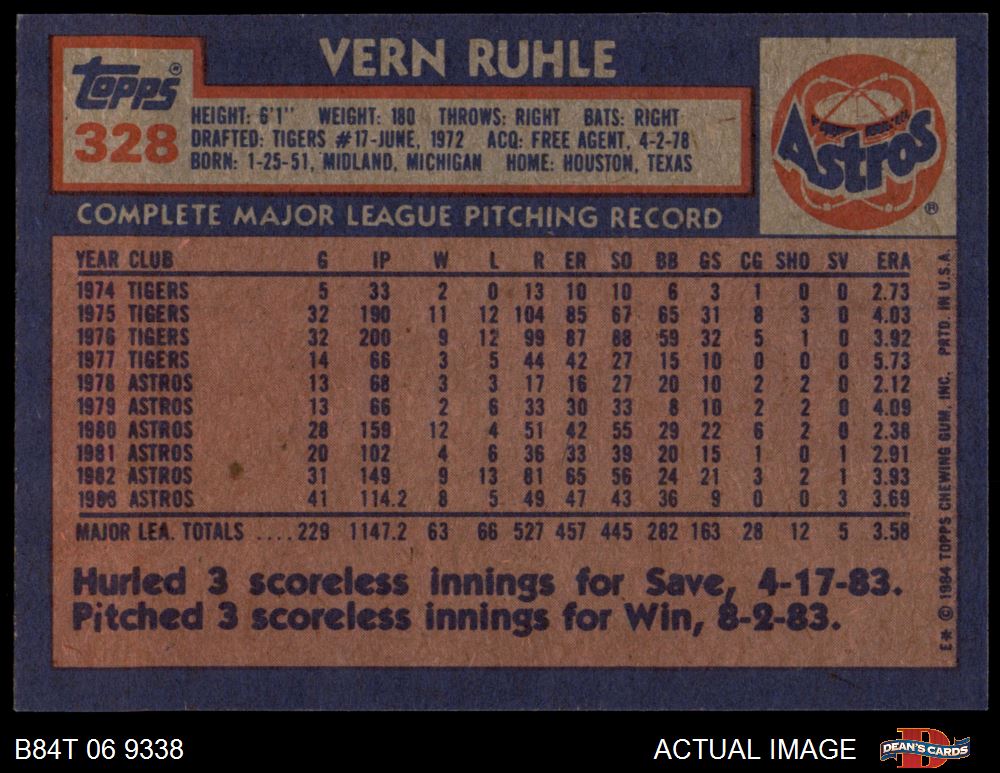 VERN RUHLE
Topps®
328
HEIGHT: 6'1" WEIGHT: 180 THROWS: RIGHT BATS: RIGHT
DRAFTED: TIGERS #17-JUNE, 1972 ACQ: FREE AGENT, 4-2-78
BORN: 1-25-51, MIDLAND, MICHIGAN HOME: HOUSTON, TEXAS
Astros ®
COMPLETE MAJOR LEAGUE PITCHING RECORD
YEAR CLUB G IP W L R ER SO BB GS CG SHO SV ERA
1974 TIGERS 5 33 2 0 13 10 10 6 3 1 0 0 2.73
1975 TIGERS 32 190 11 12 104 85 67 65 31 8 3 0 4.03
1976 TIGERS 32 200 9 12 99 87 88 59 32 5 1 0 3.92
1977 TIGERS 14 66 3 5 44 42 27 15 10 0 0 0 5.73
1978 ASTROS 13 68 3 3 17 16 27 20 10 2 2 0 2.12
1979 ASTROS 13 66 2 6 33 30 33 8 10 2 2 0 4.09
1980 ASTROS 28 159 12 4 51 42 55 29 22 6 2 0 2.38
1981 ASTROS 20 102 4 6 36 33 39 20 15 1 0 1 2.91
1982 ASTROS 31 149 9 13 81 65 56 24 21 3 2 1 3.93
1983 ASTROS 41 114.2 8 5 49 47 43 36 9 0 0 3 3.69
MAJOR LEA. TOTALS ....229 1147.2 63 66 527 457 445 282 163 28 12 5 3.58
Hurled 3 scoreless innings for Save, 4-17-83.
Pitched 3 scoreless innings for Win, 8-2-83.
E* © 1984 TOPPS CHEWING GUM, INC. PRTD. IN U.S.A.
B84T 06 9338
ACTUAL IMAGE
DEAN'S CARDS